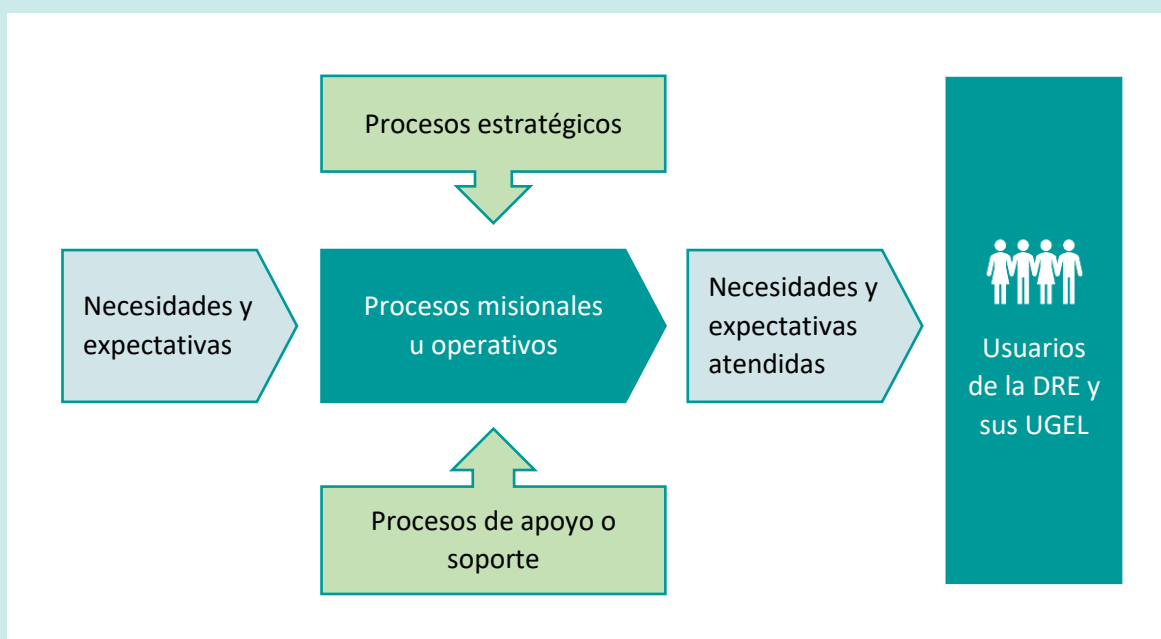 Procesos estratégicos
Necesidades y
expectativas
Procesos misionales
u operativos
Necesidades y
expectativas
atendidas
Usuarios
de la DRE y
sus UGEL
Procesos de apoyo o
soporte